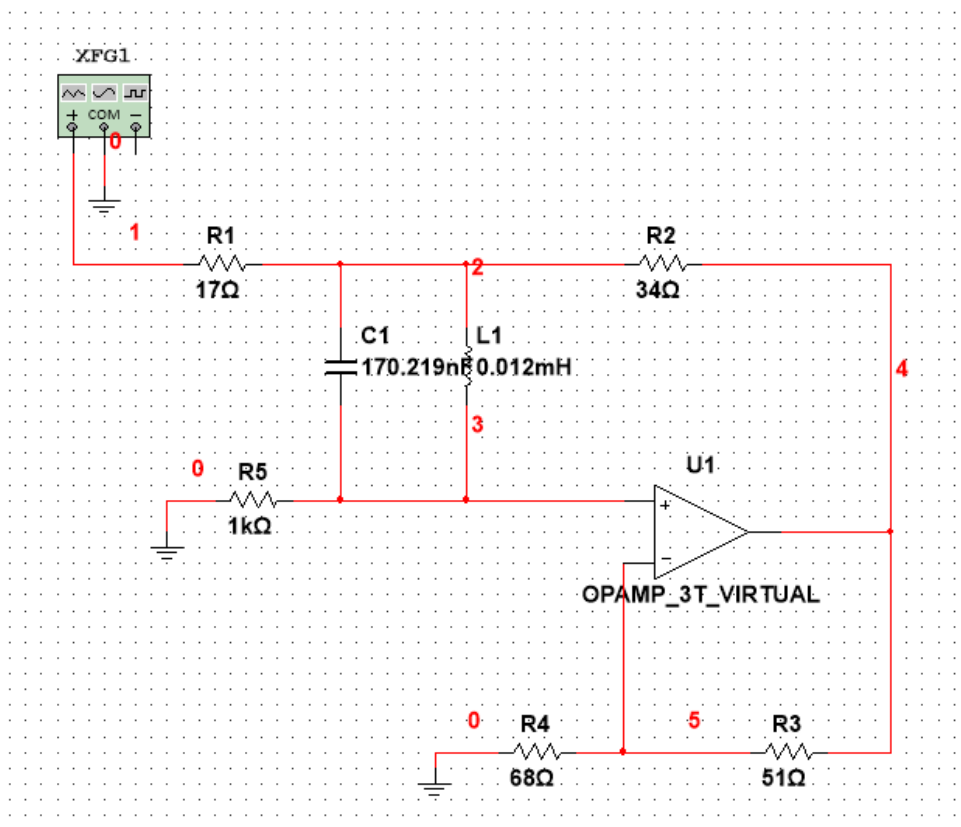 XFG1
+ COM −
0
1
R1
17Ω
2
R2
34Ω
C1
170.219nF
L1
0.012mH
4
3
0
R5
1kΩ
U1
+
−
OPAMP_3T_VIRTUAL
0
R4
68Ω
5
R3
51Ω